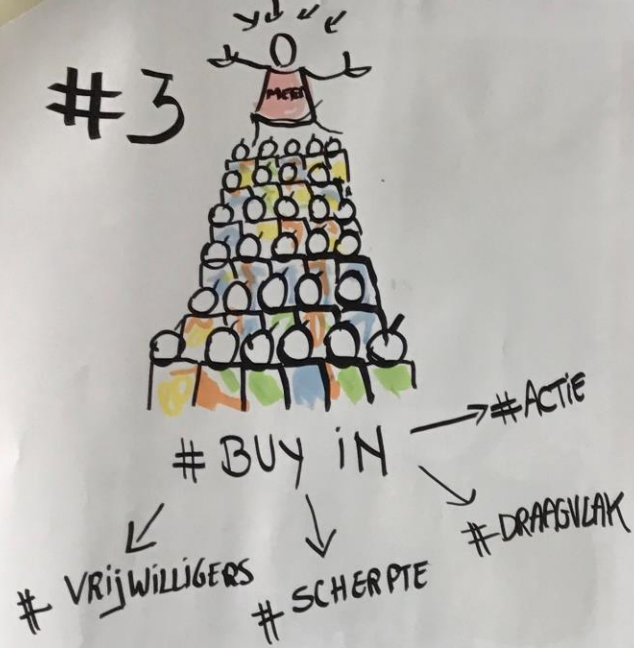 #3
# BUY iN
#ACTiE
#DRAAGVLAK
# VRijWiLLiGERS
# SCHERPTE